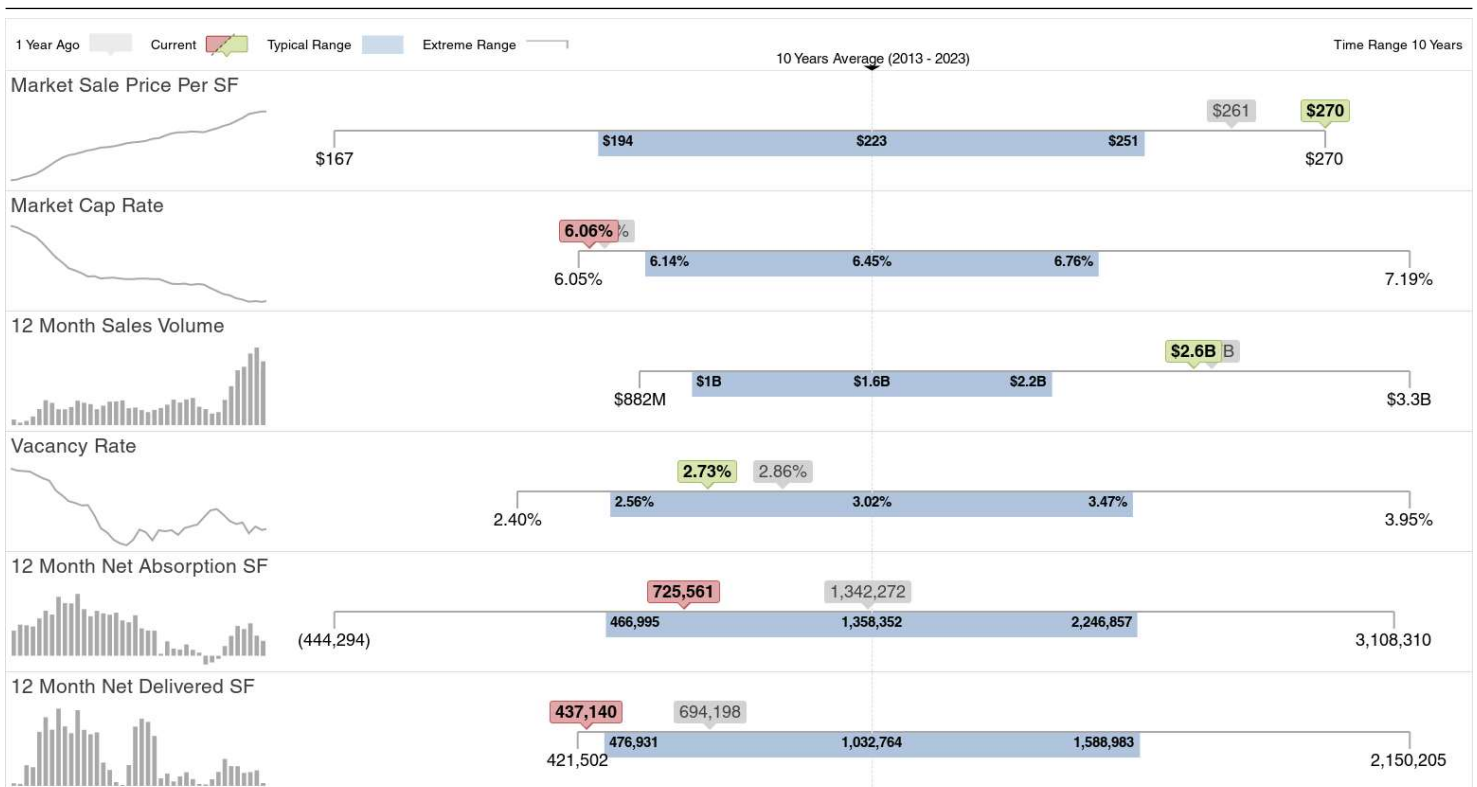 1 Year Ago Current Typical Range Extreme Range Time Range 10 Years
10 Years Average (2013 - 2023)
Market Sale Price Per SF
$261 $270
$194 $223 $251
$167 $270
Market Cap Rate
6.06% %
6.14% 6.45% 6.76%
6.05% 7.19%
12 Month Sales Volume
$2.6B B
$1B $1.6B $2.2B
$882M $3.3B
Vacancy Rate
2.73% 2.86%
2.56% 3.02% 3.47%
2.40% 3.95%
12 Month Net Absorption SF
725,561 1,342,272
466,995 1,358,352 2,246,857
(444,294) 3,108,310
12 Month Net Delivered SF
437,140 694,198
476,931 1,032,764 1,588,983
421,502 2,150,205